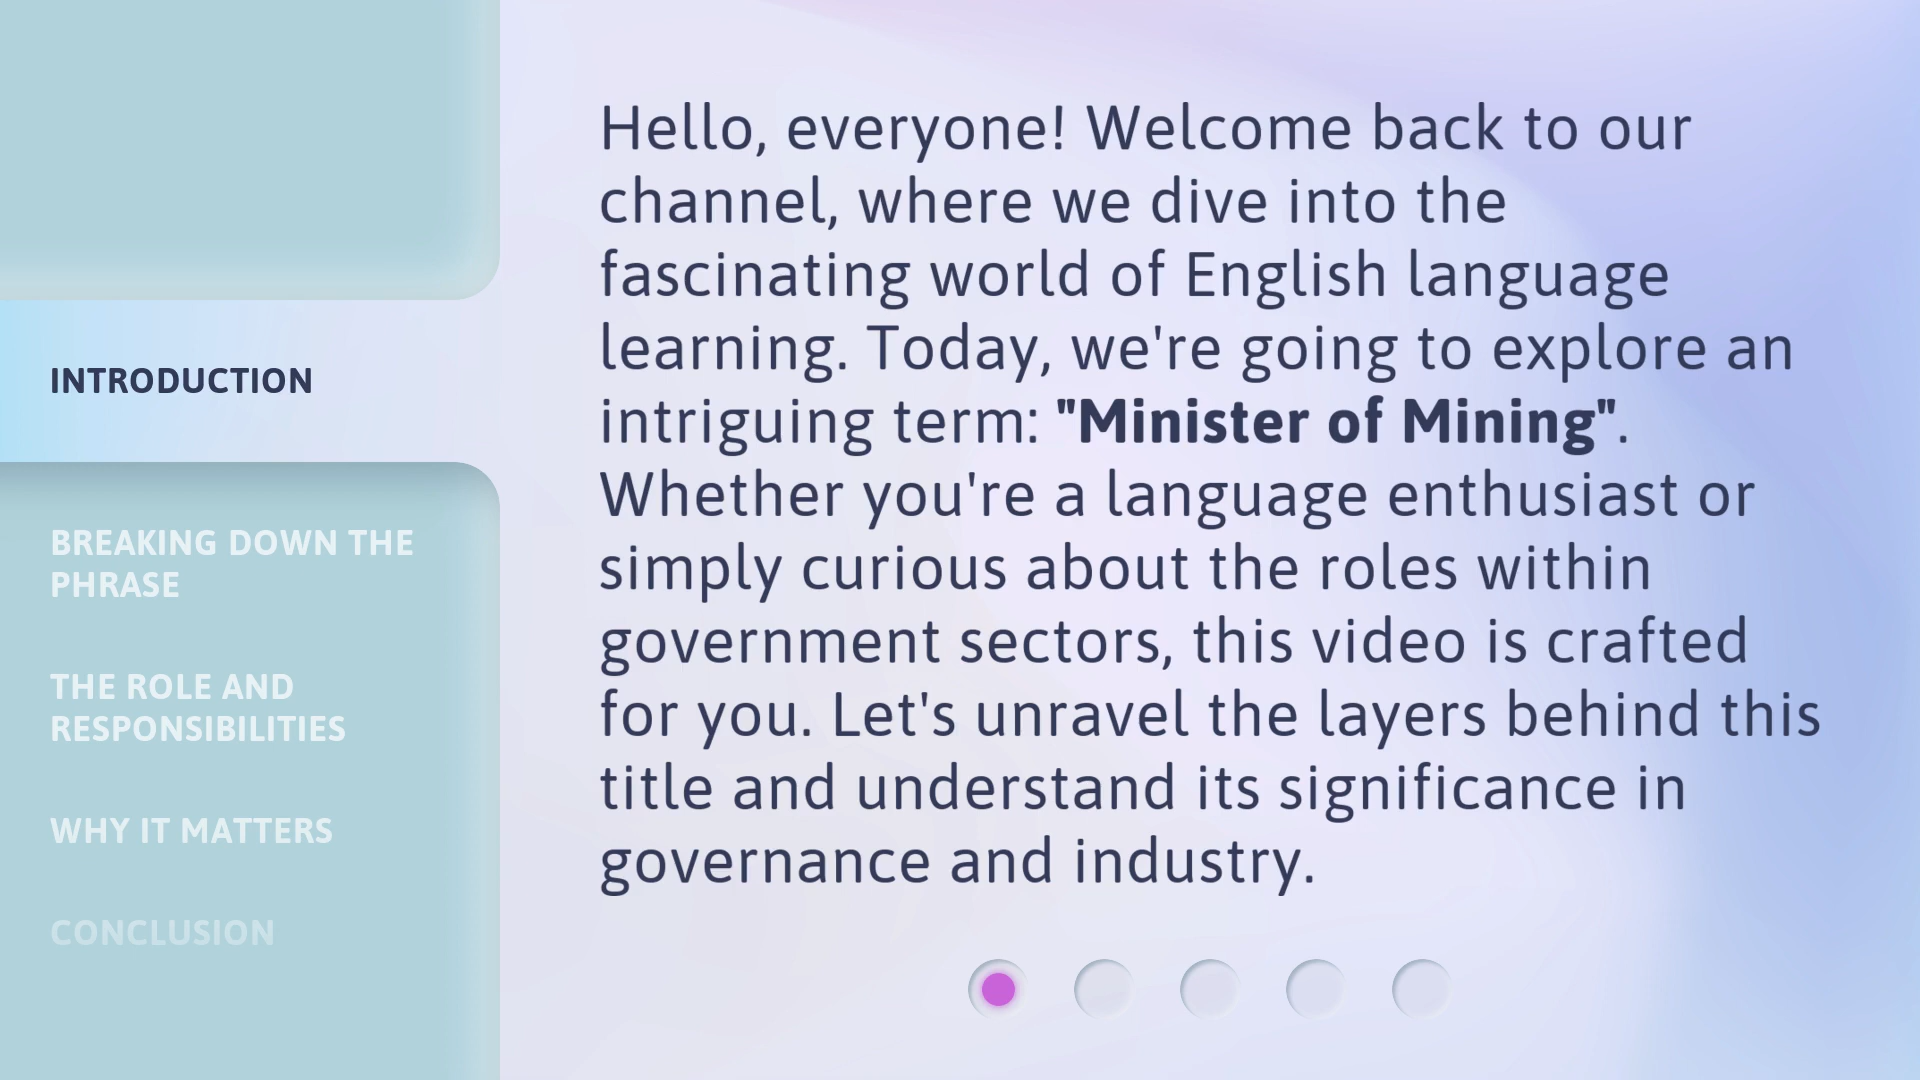 INTRODUCTION
BREAKING DOWN THE
PHRASE
THE ROLE AND
RESPONSIBILITIES
WHY IT MATTERS
CONCLUSION
Hello, everyone! Welcome back to our
channel, where we dive into the
fascinating world of English language
learning. Today, we're going to explore an
intriguing term: "Minister of Mining".
Whether you're a language enthusiast or
simply curious about the roles within
government sectors, this video is crafted
for you. Let's unravel the layers behind this
title and understand its significance in
governance and industry.